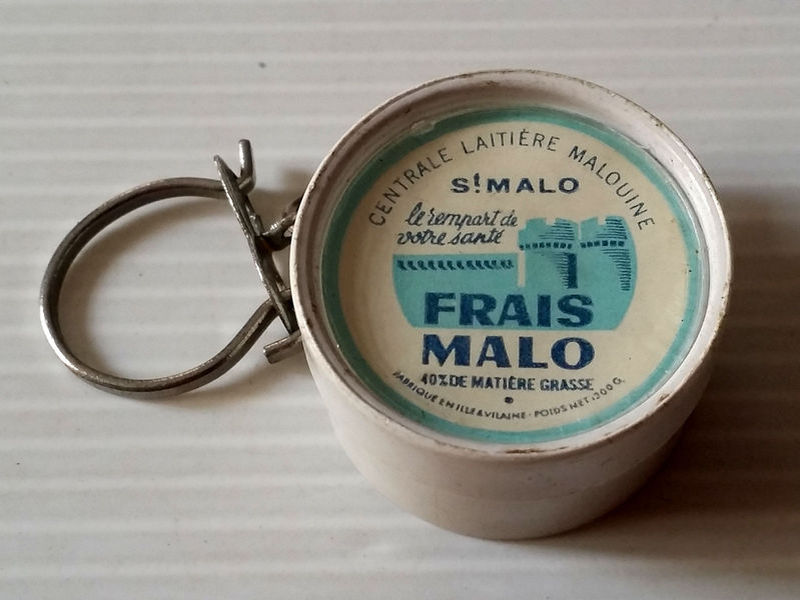 CENTRALE LAITIÈRE MALOUINE
St MALO
le rempart de
votre santé
FRAIS
MALO
40% DE MATIÈRE GRASSE
FABRIQUÉ EN ILLE & VILAINE - POIDS NET. 200 G.